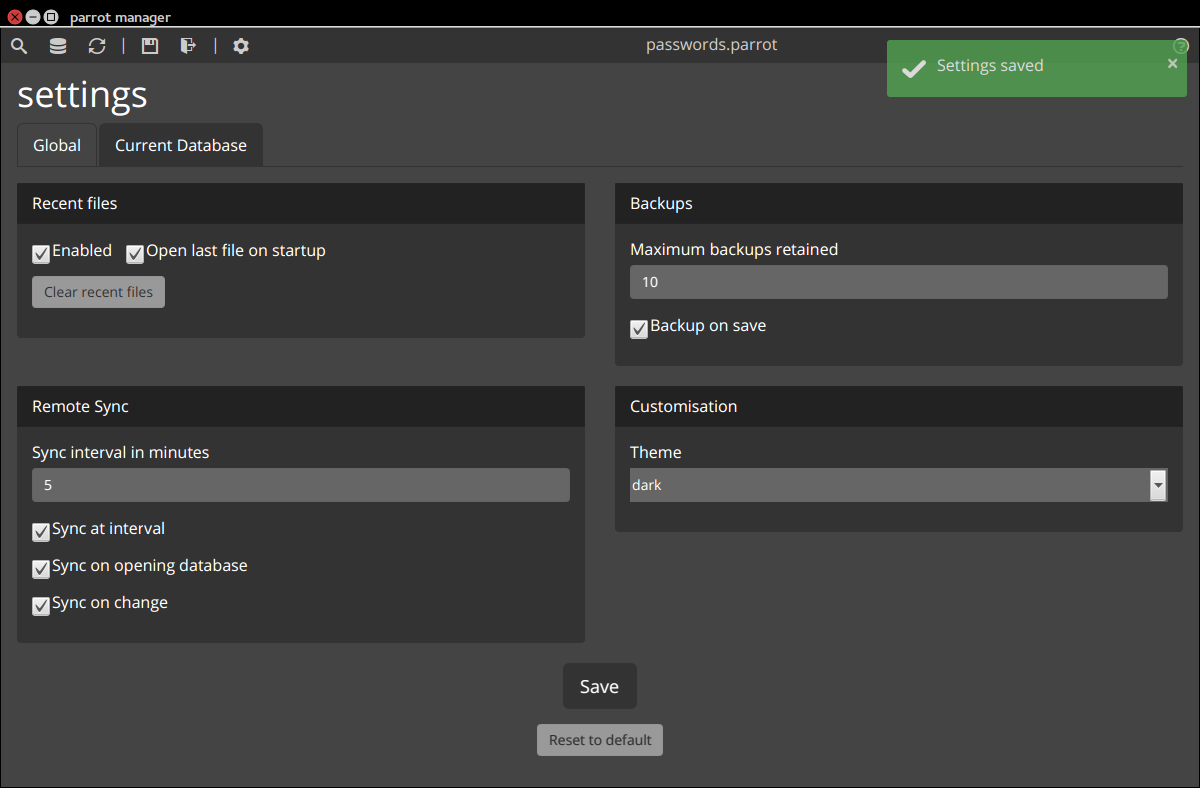 parrot manager
passwords.parrot
?
Settings saved
×
settings
Global
Current Database
Recent files
Enabled
Open last file on startup
Clear recent files
Backups
Maximum backups retained
10
Backup on save
Remote Sync
Sync interval in minutes
5
Sync at interval
Sync on opening database
Sync on change
Customisation
Theme
dark
Save
Reset to default